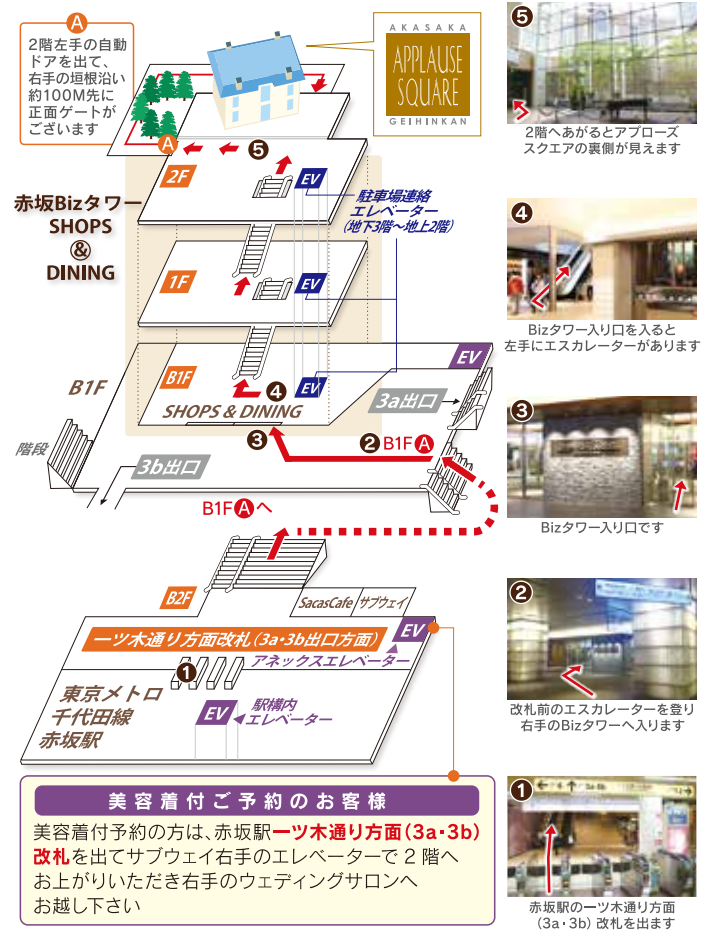 A
2階左手の自動
ドアを出て、
右手の垣根沿い
約100M先に
正面ゲートが
ございます
AKASAKA
APPLAUSE
SQUARE
GEIHINKAN
A
5
2F
EV
赤坂Bizタワー
SHOPS
&
DINING
駐車場連絡
エレベーター
(地下3階〜地上2階)
1F
EV
B1F
EV
4
SHOPS & DINING
B1F
EV
3a出口
3
2 B1F A
階段
3b出口
B1F A へ
B2F
SacasCafe サブウェイ
一ツ木通り方面改札(3a・3b出口方面)
EV
アネックスエレベーター
1
東京メトロ
千代田線
赤坂駅
EV
駅構内
エレベーター
美容着付ご予約のお客様
美容着付予約の方は、赤坂駅一ツ木通り方面(3a・3b)
改札を出てサブウェイ右手のエレベーターで2階へ
お上がりいただき右手のウェディングサロンへ
お越し下さい
5
2階へあがるとアプローズ
スクエアの裏側が見えます
4
Bizタワー入り口を入ると
左手にエスカレーターがあります
3
Bizタワー入り口です
2
改札前のエスカレーターを登り
右手のBizタワーへ入ります
1
赤坂駅の一ツ木通り方面
(3a・3b) 改札を出ます